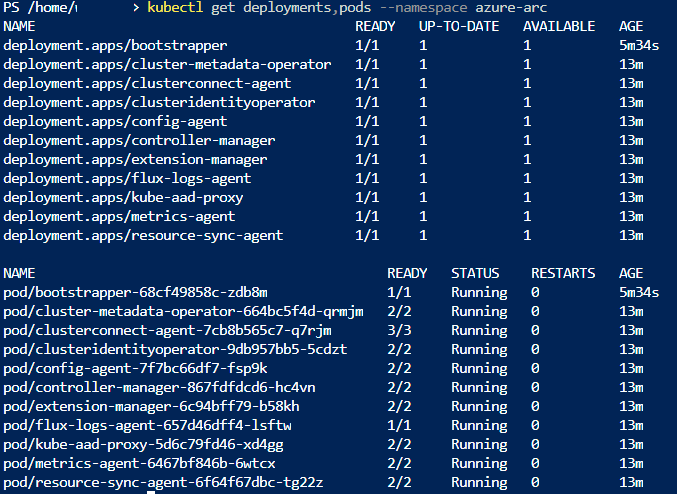 PS /home/ > kubectl get deployments,pods --namespace azure-arc
NAME READY UP-TO-DATE AVAILABLE AGE
deployment.apps/bootstrapper 1/1 1 1 5m34s
deployment.apps/cluster-metadata-operator 1/1 1 1 13m
deployment.apps/clusterconnect-agent 1/1 1 1 13m
deployment.apps/clusteridentityoperator 1/1 1 1 13m
deployment.apps/config-agent 1/1 1 1 13m
deployment.apps/controller-manager 1/1 1 1 13m
deployment.apps/extension-manager 1/1 1 1 13m
deployment.apps/flux-logs-agent 1/1 1 1 13m
deployment.apps/kube-aad-proxy 1/1 1 1 13m
deployment.apps/metrics-agent 1/1 1 1 13m
deployment.apps/resource-sync-agent 1/1 1 1 13m
NAME READY STATUS RESTARTS AGE
pod/bootstrapper-68cf49858c-zdb8m 1/1 Running 0 5m34s
pod/cluster-metadata-operator-664bc5f4d-qrmjm 2/2 Running 0 13m
pod/clusterconnect-agent-7cb8b565c7-q7rjm 3/3 Running 0 13m
pod/clusteridentityoperator-9db957bb5-5cdzt 2/2 Running 0 13m
pod/config-agent-7f7bc66df7-fsp9k 2/2 Running 0 13m
pod/controller-manager-867fdfdcd6-hc4vn 2/2 Running 0 13m
pod/extension-manager-6c94bff79-b58kh 2/2 Running 0 13m
pod/flux-logs-agent-657d46dff4-lsftw 1/1 Running 0 13m
pod/kube-aad-proxy-5d6c79fd46-xd4gg 2/2 Running 0 13m
pod/metrics-agent-6467bf846b-6wtcx 2/2 Running 0 13m
pod/resource-sync-agent-6f64f67dbc-tg22z 2/2 Running 0 13m